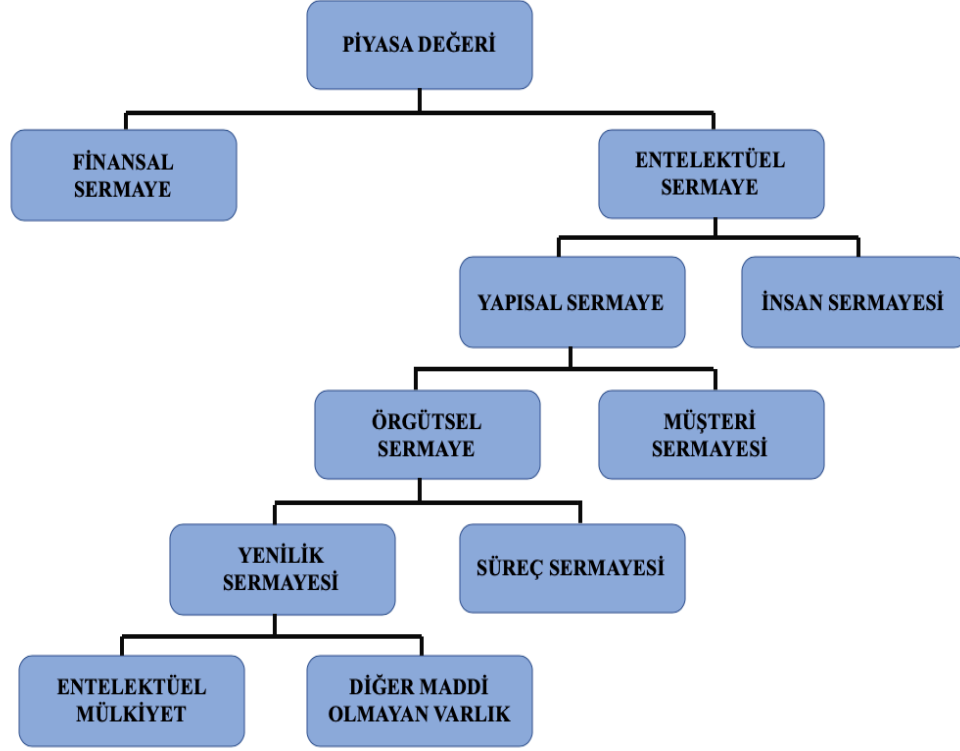 PİYASA DEĞERİ
FİNANSAL
SERMAYE
ENTELEKTÜEL
SERMAYE
YAPISAL SERMAYE
İNSAN SERMAYESİ
ÖRGÜTSEL
SERMAYE
MÜŞTERİ
SERMAYESİ
YENİLİK
SERMAYESİ
SÜREÇ SERMAYESİ
ENTELEKTÜEL
MÜLKİYET
DİĞER MADDİ
OLMAYAN VARLIK